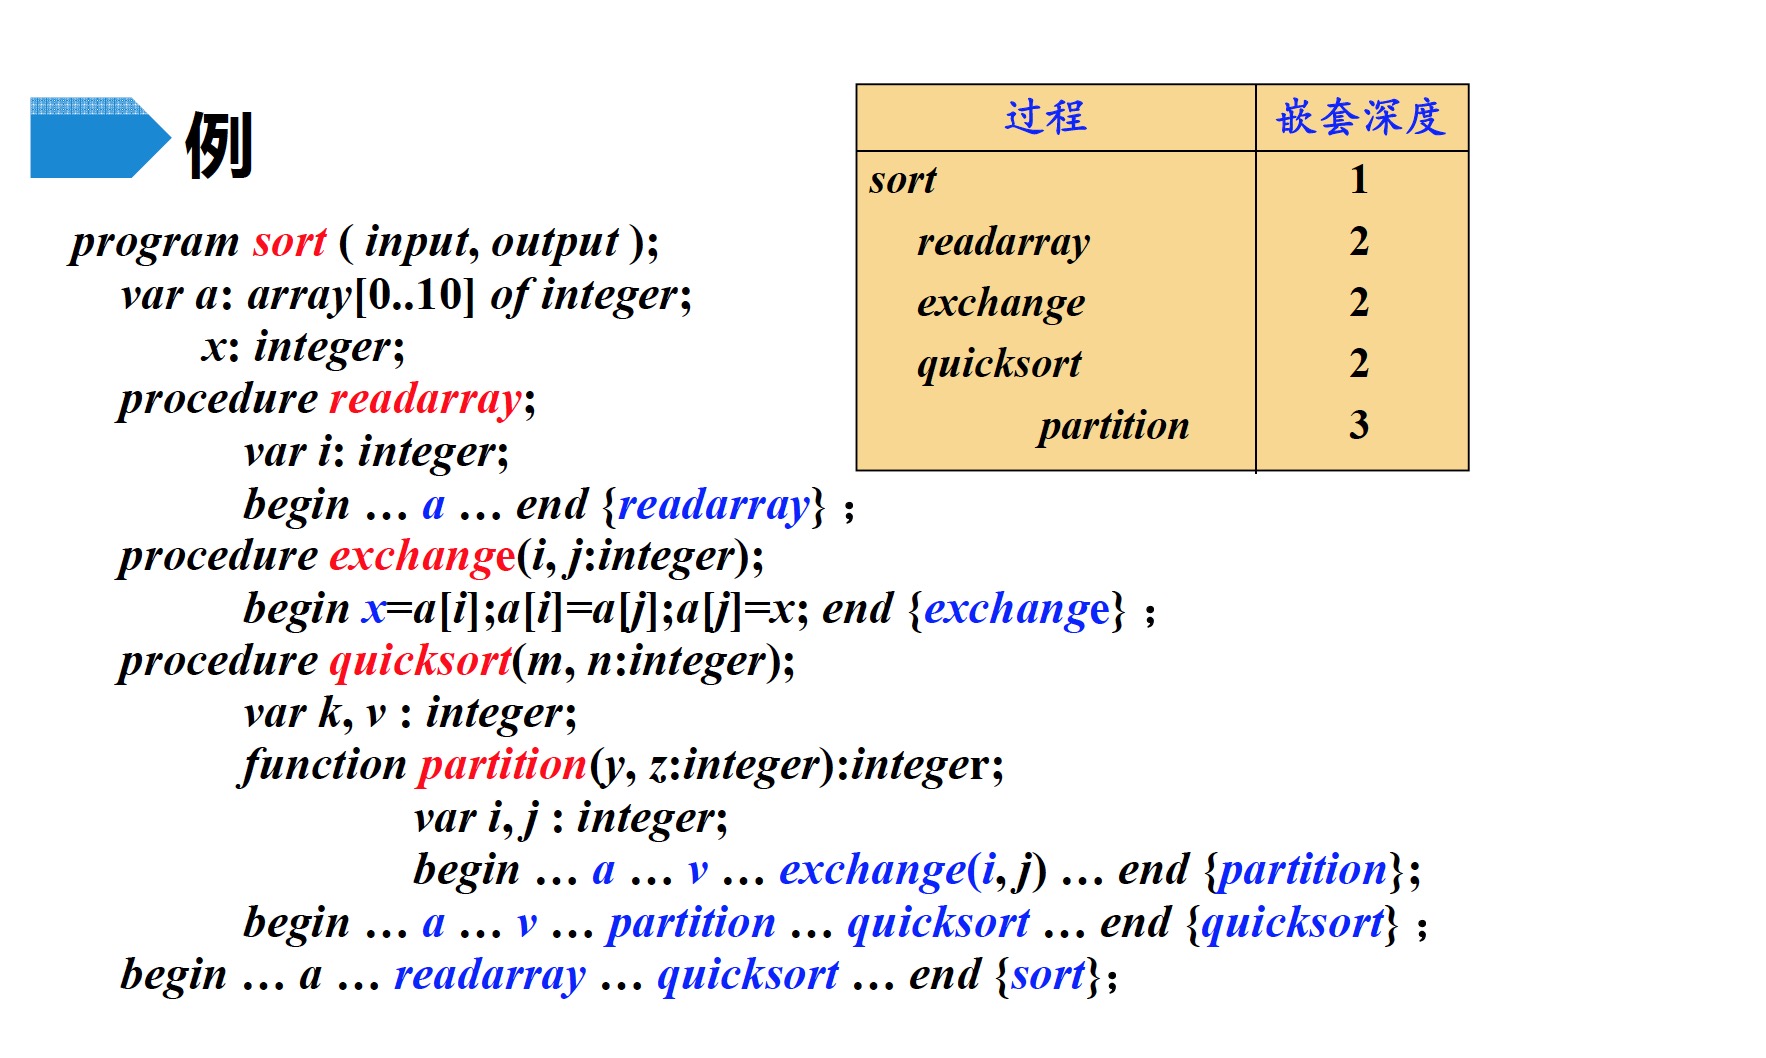 例
过程 嵌套深度
sort 1
readarray 2
exchange 2
quicksort 2
partition 3
program sort ( input, output );
var a: array[0..10] of integer;
x: integer;
procedure readarray;
var i: integer;
begin … a … end {readarray} ；
procedure exchange(i, j:integer);
begin x=a[i];a[i]=a[j];a[j]=x; end {exchange} ；
procedure quicksort(m, n:integer);
var k, v : integer;
function partition(y, z:integer):integer;
var i, j : integer;
begin … a … v … exchange(i, j) … end {partition};
begin … a … v … partition … quicksort … end {quicksort} ；
begin … a … readarray … quicksort … end {sort}；